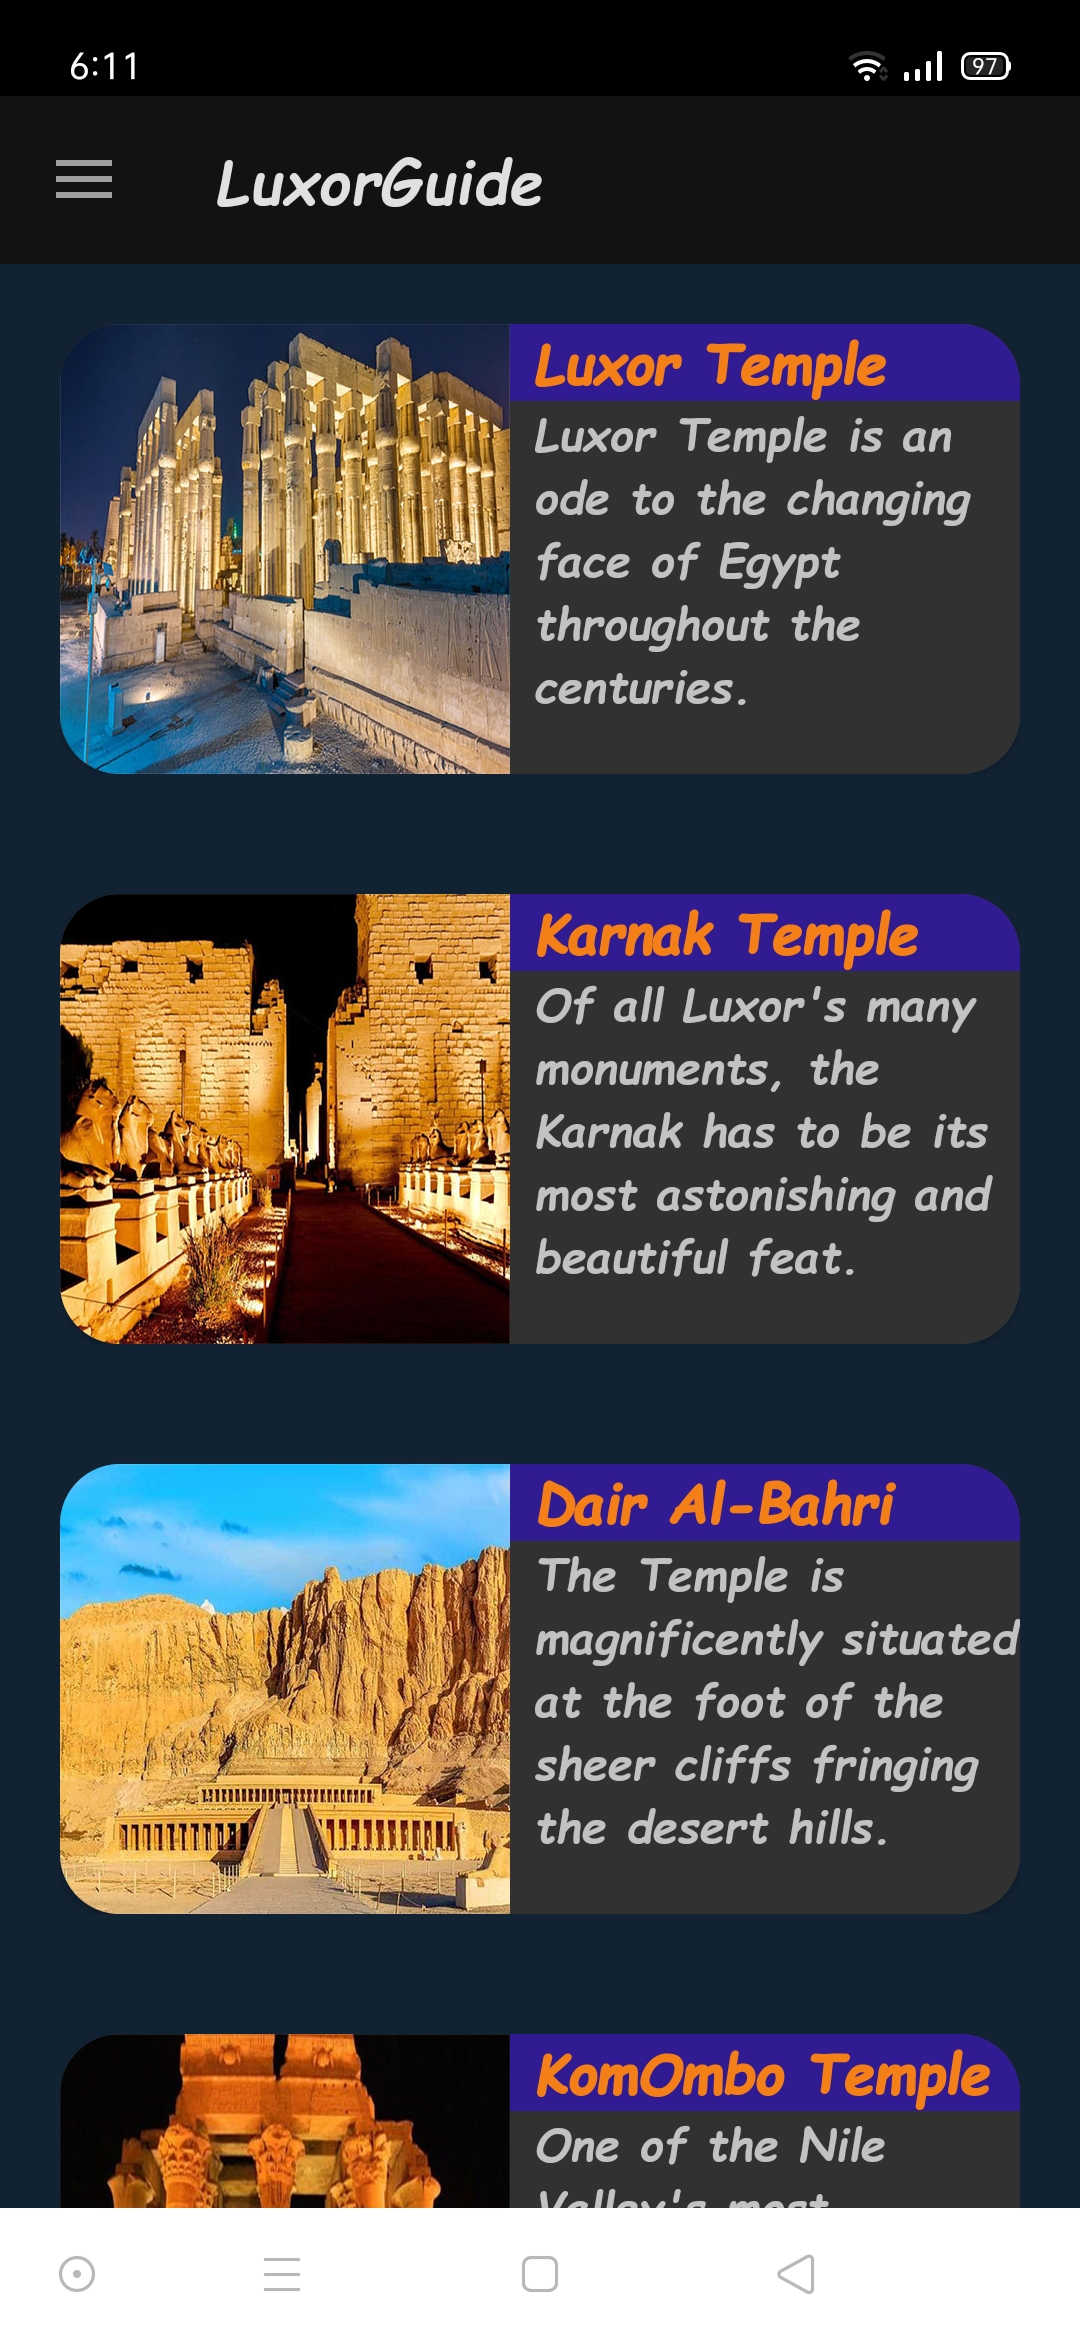 6:11
97
LuxorGuide
Luxor Temple
Luxor Temple is an
ode to the changing
face of Egypt
throughout the
centuries.
Karnak Temple
Of all Luxor's many
monuments, the
Karnak has to be its
most astonishing and
beautiful feat.
Dair Al-Bahri
The Temple is
magnificently situated
at the foot of the
sheer cliffs fringing
the desert hills.
KomOmbo Temple
One of the Nile
Valley's most